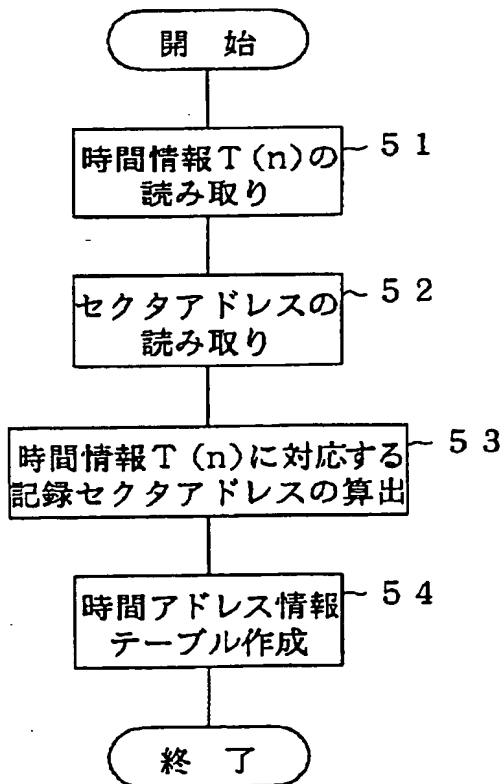 開 始
時間情報T(n)の
読み取り
51
セクタアドレスの
読み取り
52
時間情報T(n)に対応する
記録セクタアドレスの算出
53
時間アドレス情報
テーブル作成
54
終 了